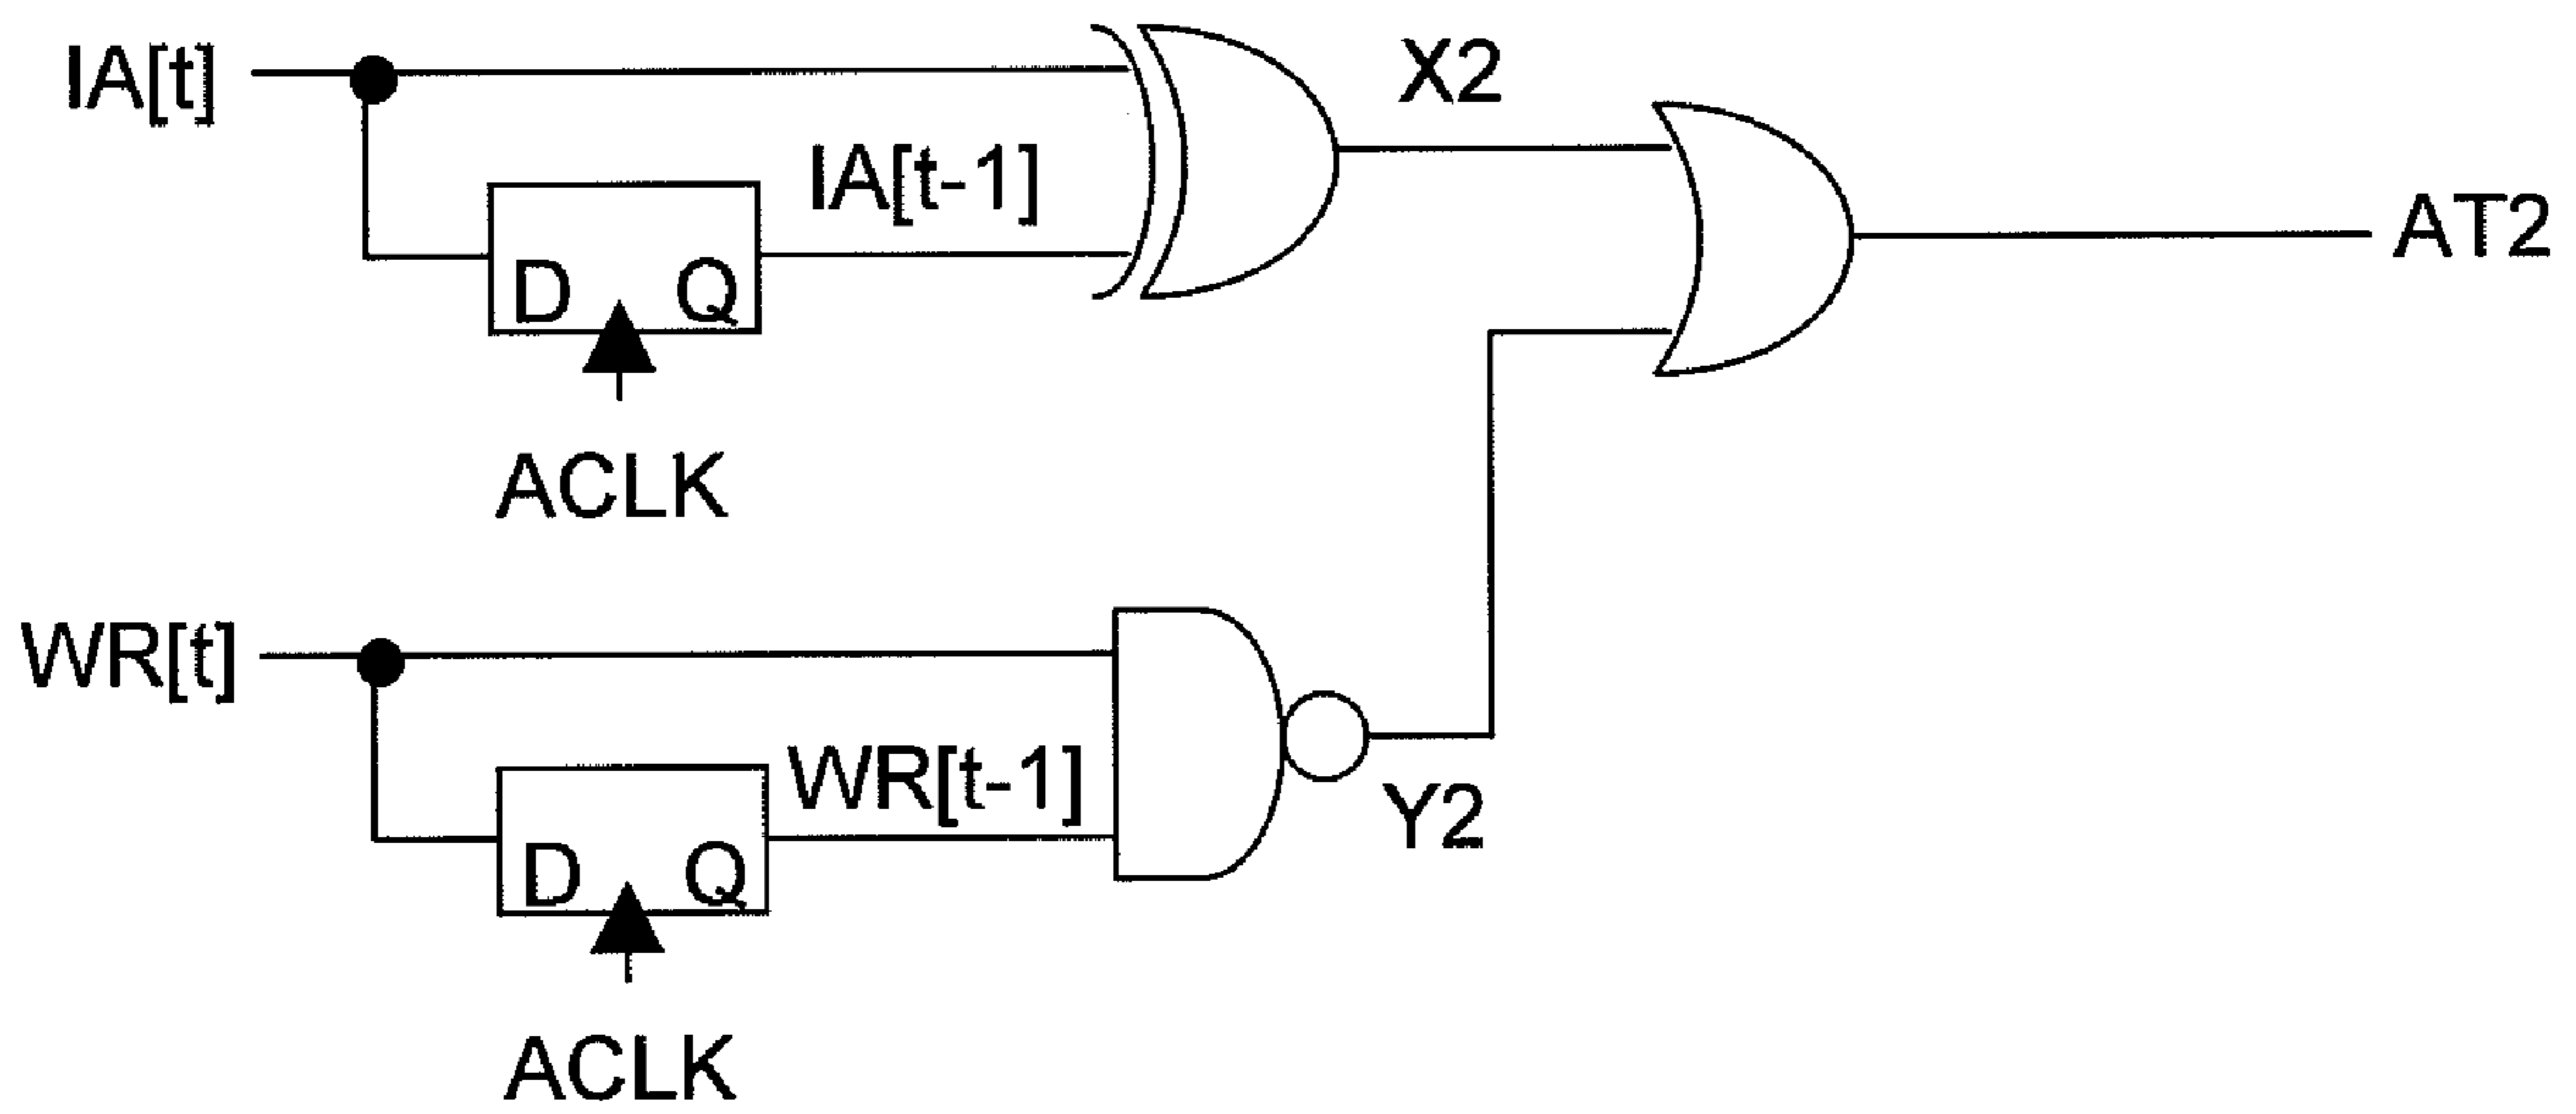 IA[t]
X2
IA[t-1]
AT2
D Q
ACLK
WR[t]
WR[t-1]
Y2
D Q
ACLK